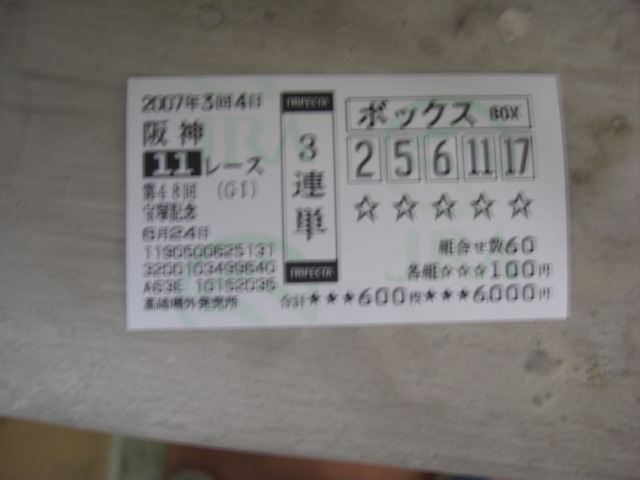 2007年3回4日
阪神
11レース
第48回 (G1)
宝塚記念
6月24日
1190500625131
3200103499640
A63E 10152035
高崎場外発売所
TRIFECTA
3連単
TRIFECTA
ボックス BOX
2 5 6 11 17
☆ ☆ ☆ ☆ ☆
組合せ数60
各組☆☆☆100円
合計★★★600枚★★★6,000円
JRA